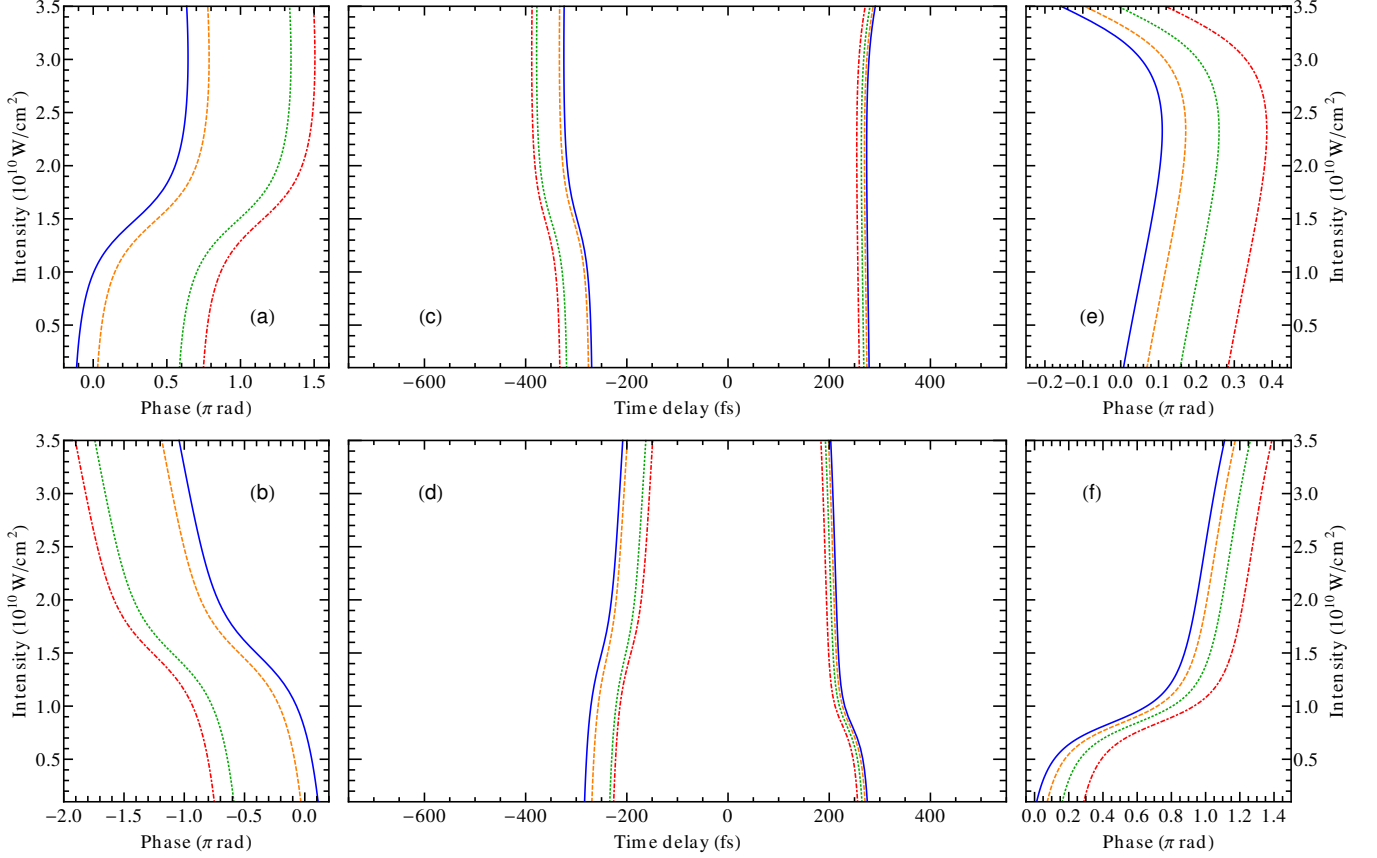 3.5
3.0
2.5
2.0
1.5
1.0
0.5
Intensity (10^10 W/cm^2)
(a)
0.0 0.5 1.0 1.5
Phase (π rad)
(c)
−600 −400 −200 0 200 400
Time delay (fs)
(e)
−0.2 −0.1 0.0 0.1 0.2 0.3 0.4
Phase (π rad)
3.5
3.0
2.5
2.0
1.5
1.0
0.5
Intensity (10^10 W/cm^2)
3.5
3.0
2.5
2.0
1.5
1.0
0.5
Intensity (10^10 W/cm^2)
(b)
−2.0 −1.5 −1.0 −0.5 0.0
Phase (π rad)
(d)
−600 −400 −200 0 200 400
Time delay (fs)
(f)
0.0 0.2 0.4 0.6 0.8 1.0 1.2 1.4
Phase (π rad)
3.5
3.0
2.5
2.0
1.5
1.0
0.5
Intensity (10^10 W/cm^2)